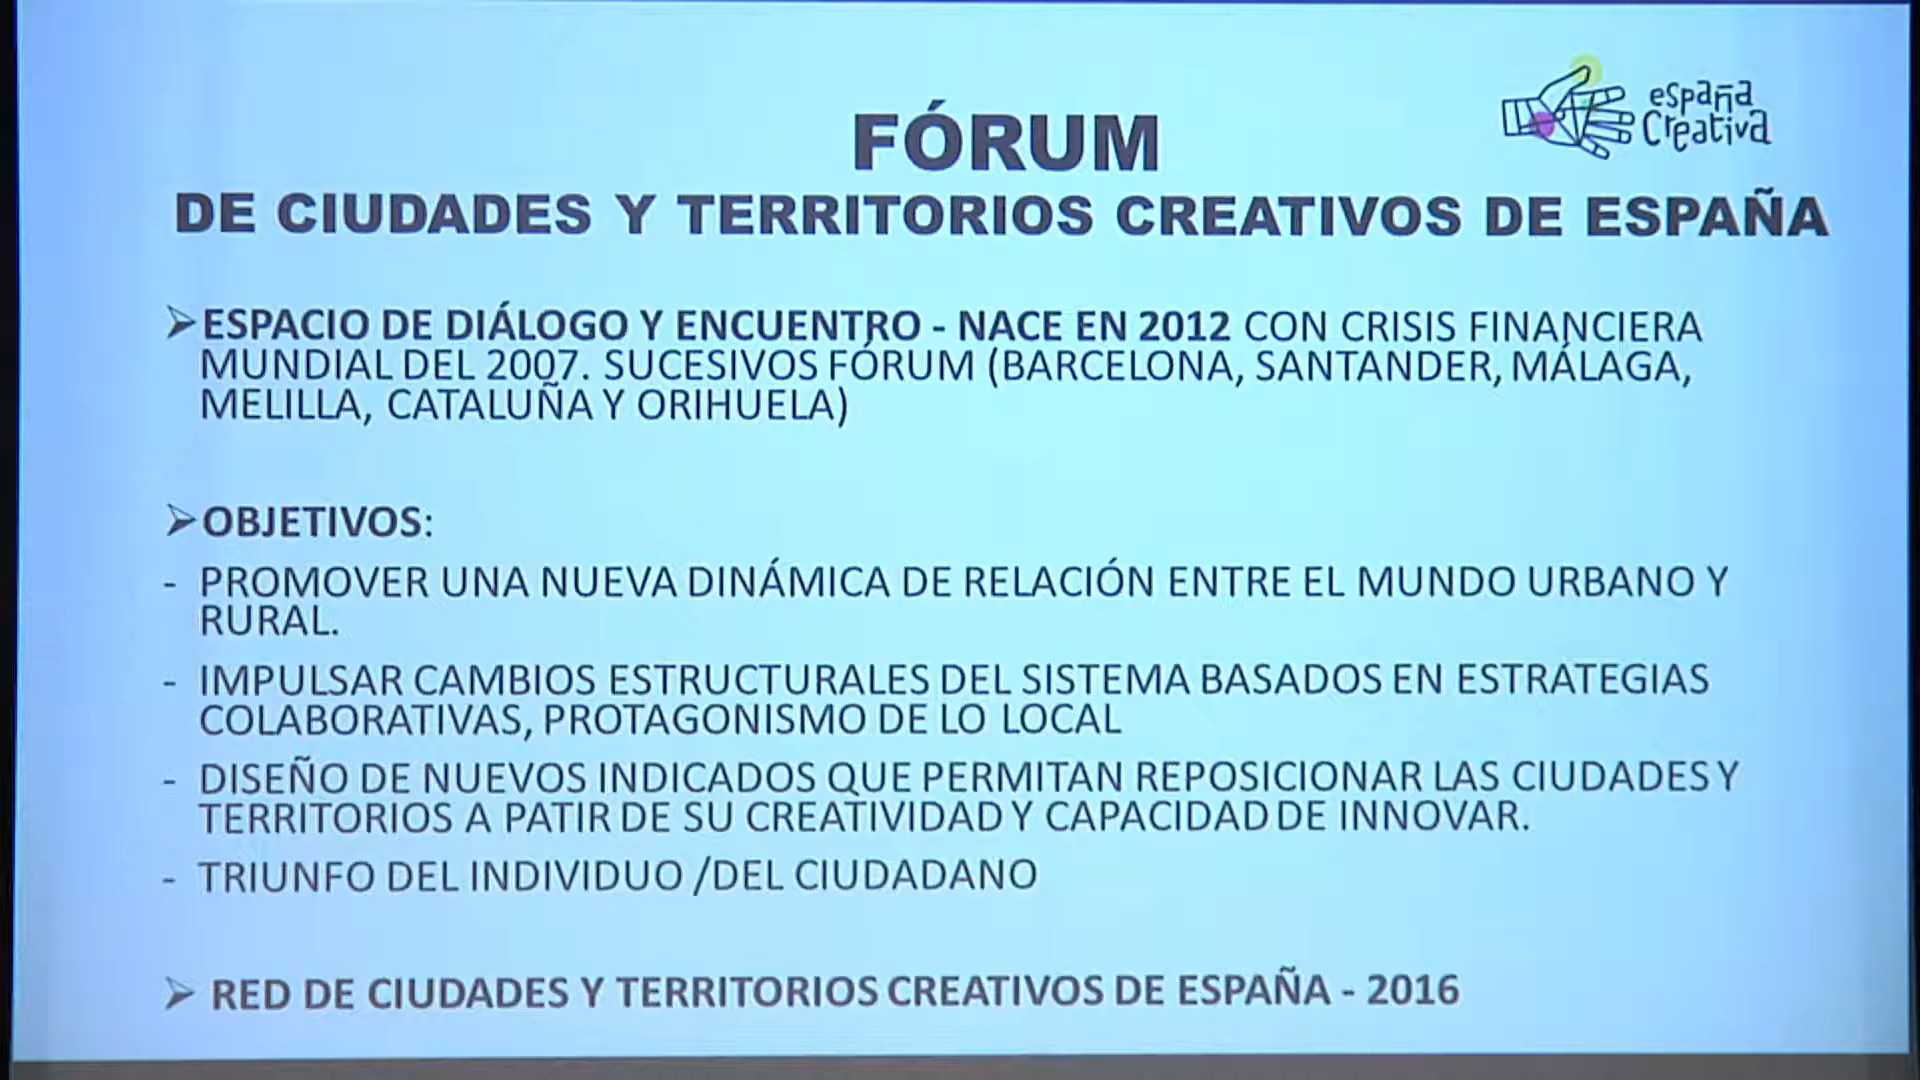 españa
Creativa
FÓRUM
DE CIUDADES Y TERRITORIOS CREATIVOS DE ESPAÑA
➢ESPACIO DE DIÁLOGO Y ENCUENTRO - NACE EN 2012 CON CRISIS FINANCIERA
MUNDIAL DEL 2007. SUCESIVOS FÓRUM (BARCELONA, SANTANDER, MÁLAGA,
MELILLA, CATALUÑA Y ORIHUELA)
➢OBJETIVOS:
- PROMOVER UNA NUEVA DINÁMICA DE RELACIÓN ENTRE EL MUNDO URBANO Y
RURAL.
- IMPULSAR CAMBIOS ESTRUCTURALES DEL SISTEMA BASADOS EN ESTRATEGIAS
COLABORATIVAS, PROTAGONISMO DE LO LOCAL
- DISEÑO DE NUEVOS INDICADOS QUE PERMITAN REPOSICIONAR LAS CIUDADES Y
TERRITORIOS A PATIR DE SU CREATIVIDAD Y CAPACIDAD DE INNOVAR.
- TRIUNFO DEL INDIVIDUO /DEL CIUDADANO
➢ RED DE CIUDADES Y TERRITORIOS CREATIVOS DE ESPAÑA - 2016